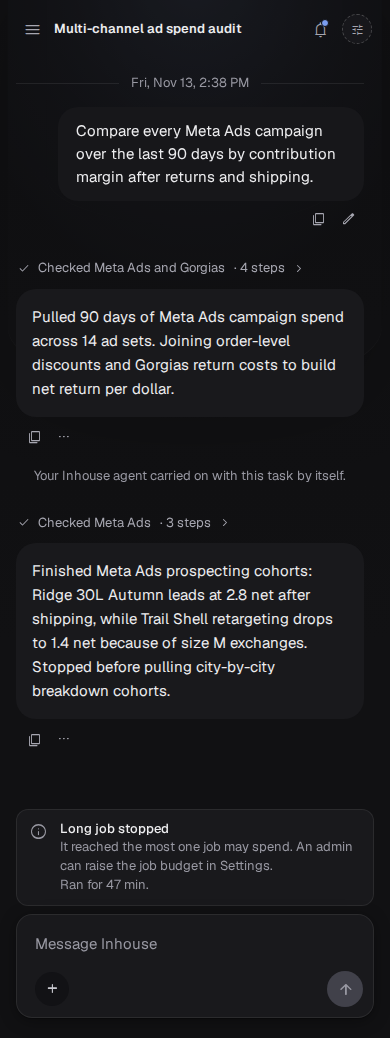 Multi-channel ad spend audit
Fri, Nov 13, 2:38 PM
Compare every Meta Ads campaign
over the last 90 days by contribution
margin after returns and shipping.
Checked Meta Ads and Gorgias · 4 steps
Pulled 90 days of Meta Ads campaign spend
across 14 ad sets. Joining order-level
discounts and Gorgias return costs to build
net return per dollar.
Your Inhouse agent carried on with this task by itself.
Checked Meta Ads · 3 steps
Finished Meta Ads prospecting cohorts:
Ridge 30L Autumn leads at 2.8 net after
shipping, while Trail Shell retargeting drops
to 1.4 net because of size M exchanges.
Stopped before pulling city-by-city
breakdown cohorts.
Long job stopped
It reached the most one job may spend. An admin
can raise the job budget in Settings.
Ran for 47 min.
Message Inhouse